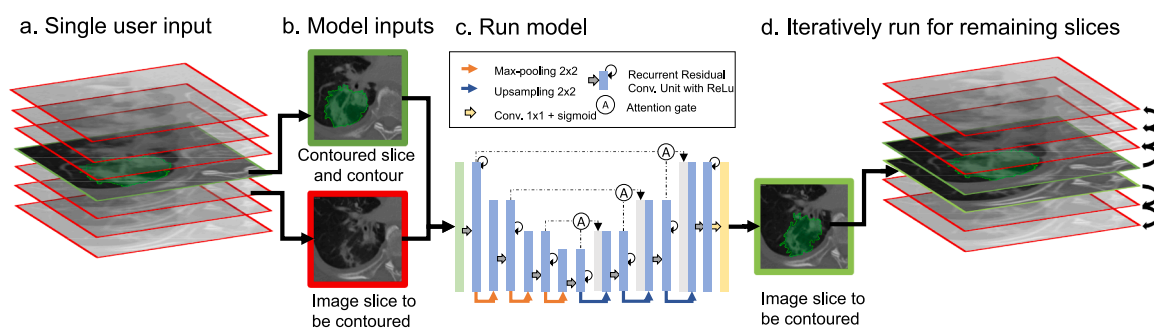 a. Single user input
b. Model inputs
c. Run model
d. Iteratively run for remaining slices
Max-pooling 2x2
Upsampling 2x2
Conv. 1x1 + sigmoid
Recurrent Residual
Conv. Unit with ReLu
A
Attention gate
Contoured slice
and contour
A
A
A
Image slice to
be contoured
Image slice to
be contoured